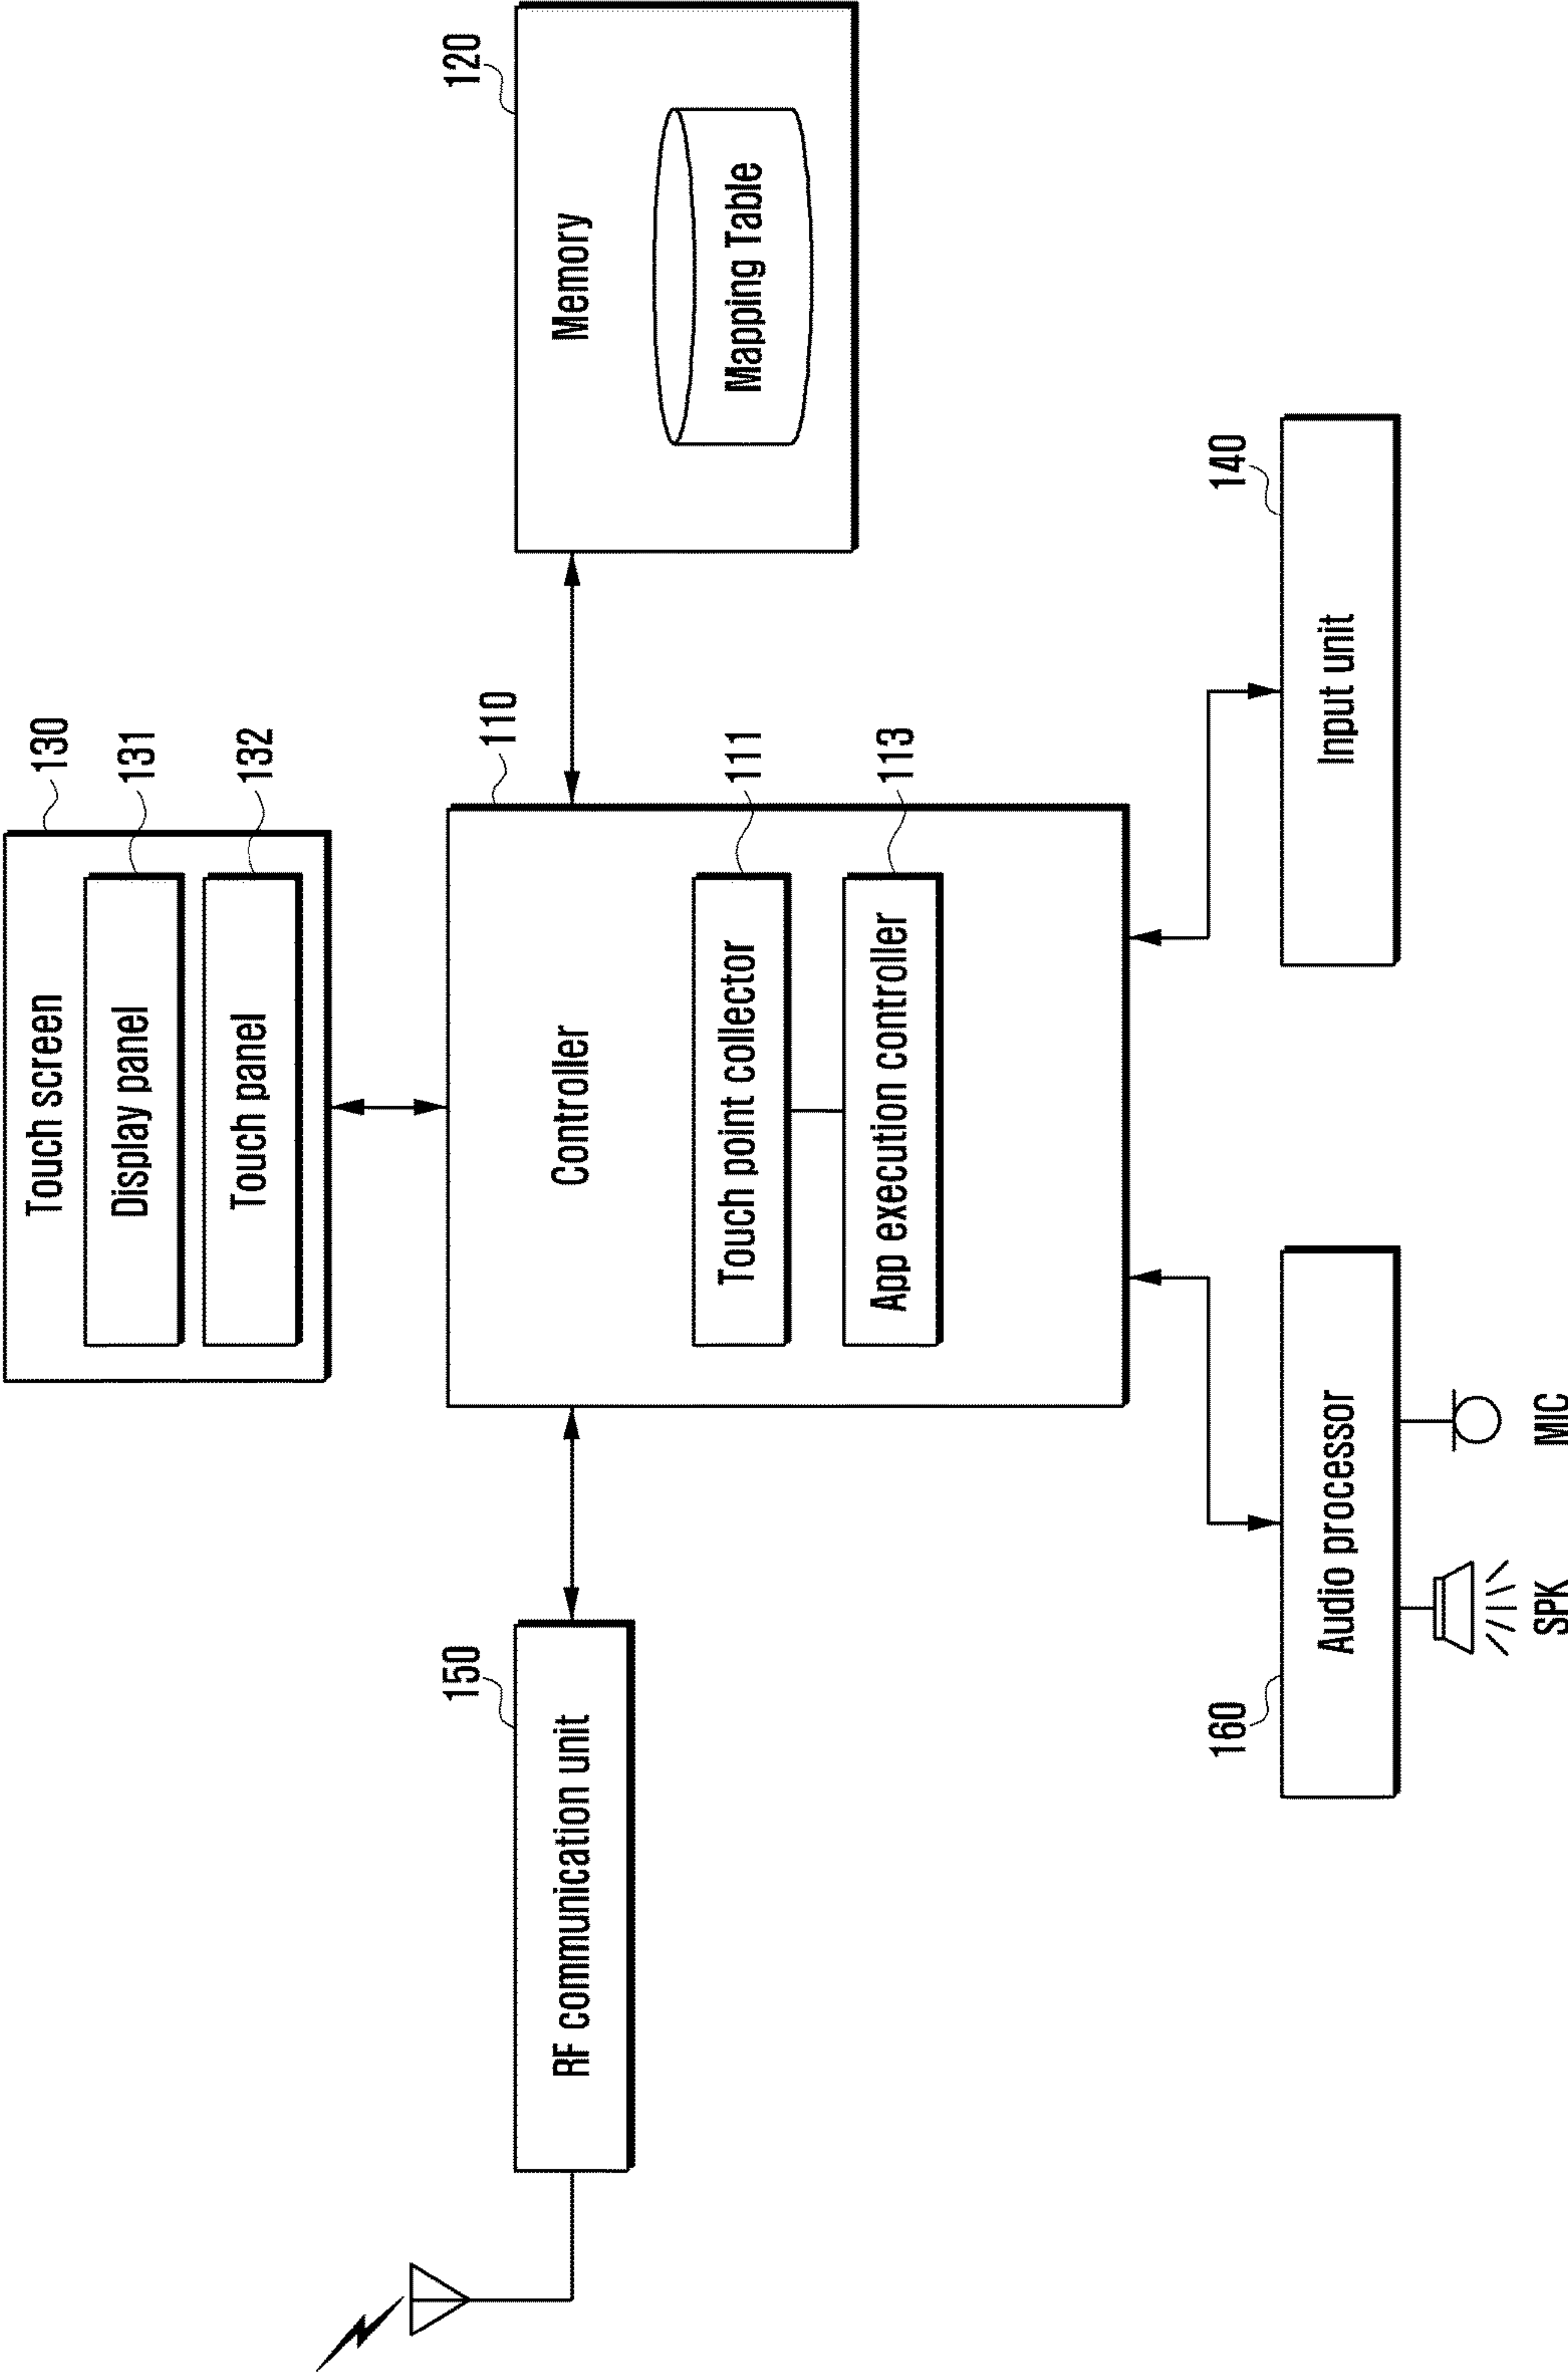 130
Touch screen
131
Display panel
132
Touch panel
150
RF communication unit
110
Controller
111
Touch point collector
113
App execution controller
120
Memory
Mapping Table
160
Audio processor
SPK
MIC
140
Input unit